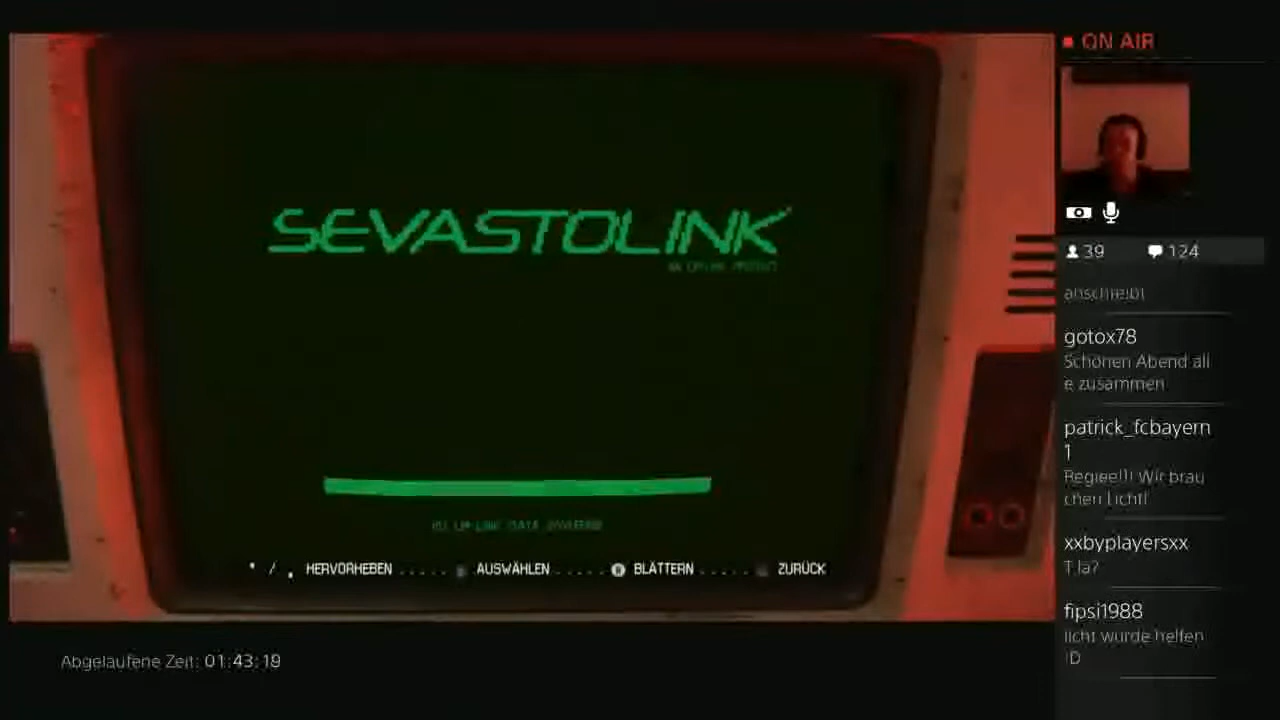 SEVASTOLINK
HERVORHEBEN ..... AUSWÄHLEN ..... BLÄTTERN ..... ZURÜCK
Abgelaufene Zeit: 01:43:19
ON AIR
39 124
anschreibt
gotox78
Schönen Abend all
e zusammen
patrick_fcbayern
1
Regiee!!! Wir brau
chen Licht!
xxbyplayersxx
T.la?
fipsi1988
licht würde helfen
:D